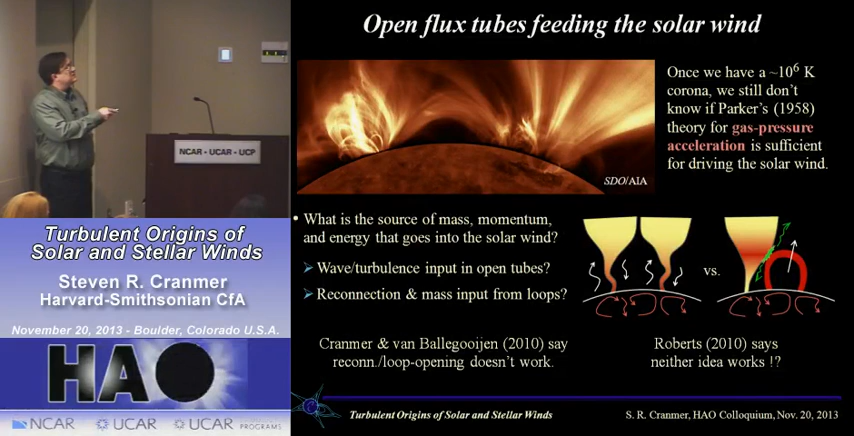 NCAR - UCAR - UCP
Turbulent Origins of
Solar and Stellar Winds
Steven R. Cranmer
Harvard-Smithsonian CfA
November 20, 2013 - Boulder, Colorado U.S.A.
HAO
NCAR UCAR UCAR PROGRAMS
Open flux tubes feeding the solar wind
SDO/AIA
Once we have a ~10⁶ K
corona, we still don't
know if Parker's (1958)
theory for gas-pressure
acceleration is sufficient
for driving the solar wind.
• What is the source of mass, momentum,
and energy that goes into the solar wind?
➢ Wave/turbulence input in open tubes?
➢ Reconnection & mass input from loops?
vs.
Cranmer & van Ballegooijen (2010) say
reconn./loop-opening doesn't work.
Roberts (2010) says
neither idea works !?
Turbulent Origins of Solar and Stellar Winds
S. R. Cranmer, HAO Colloquium, Nov. 20, 2013